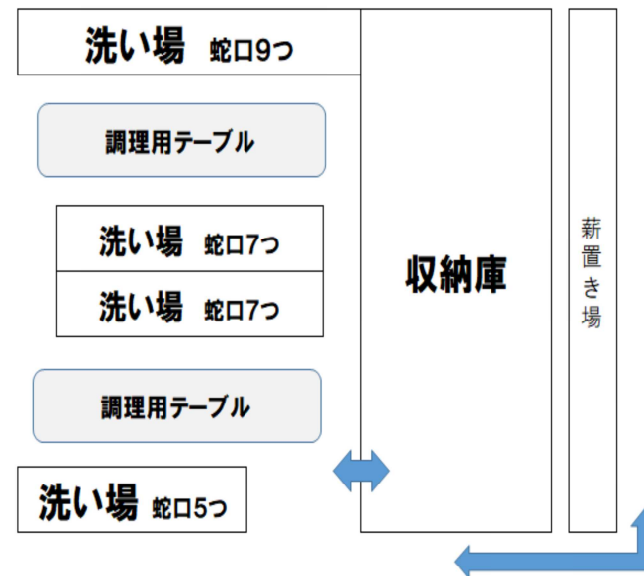 洗い場 蛇口9つ
調理用テーブル
洗い場 蛇口7つ
洗い場 蛇口7つ
調理用テーブル
洗い場 蛇口5つ
収納庫
薪置き場